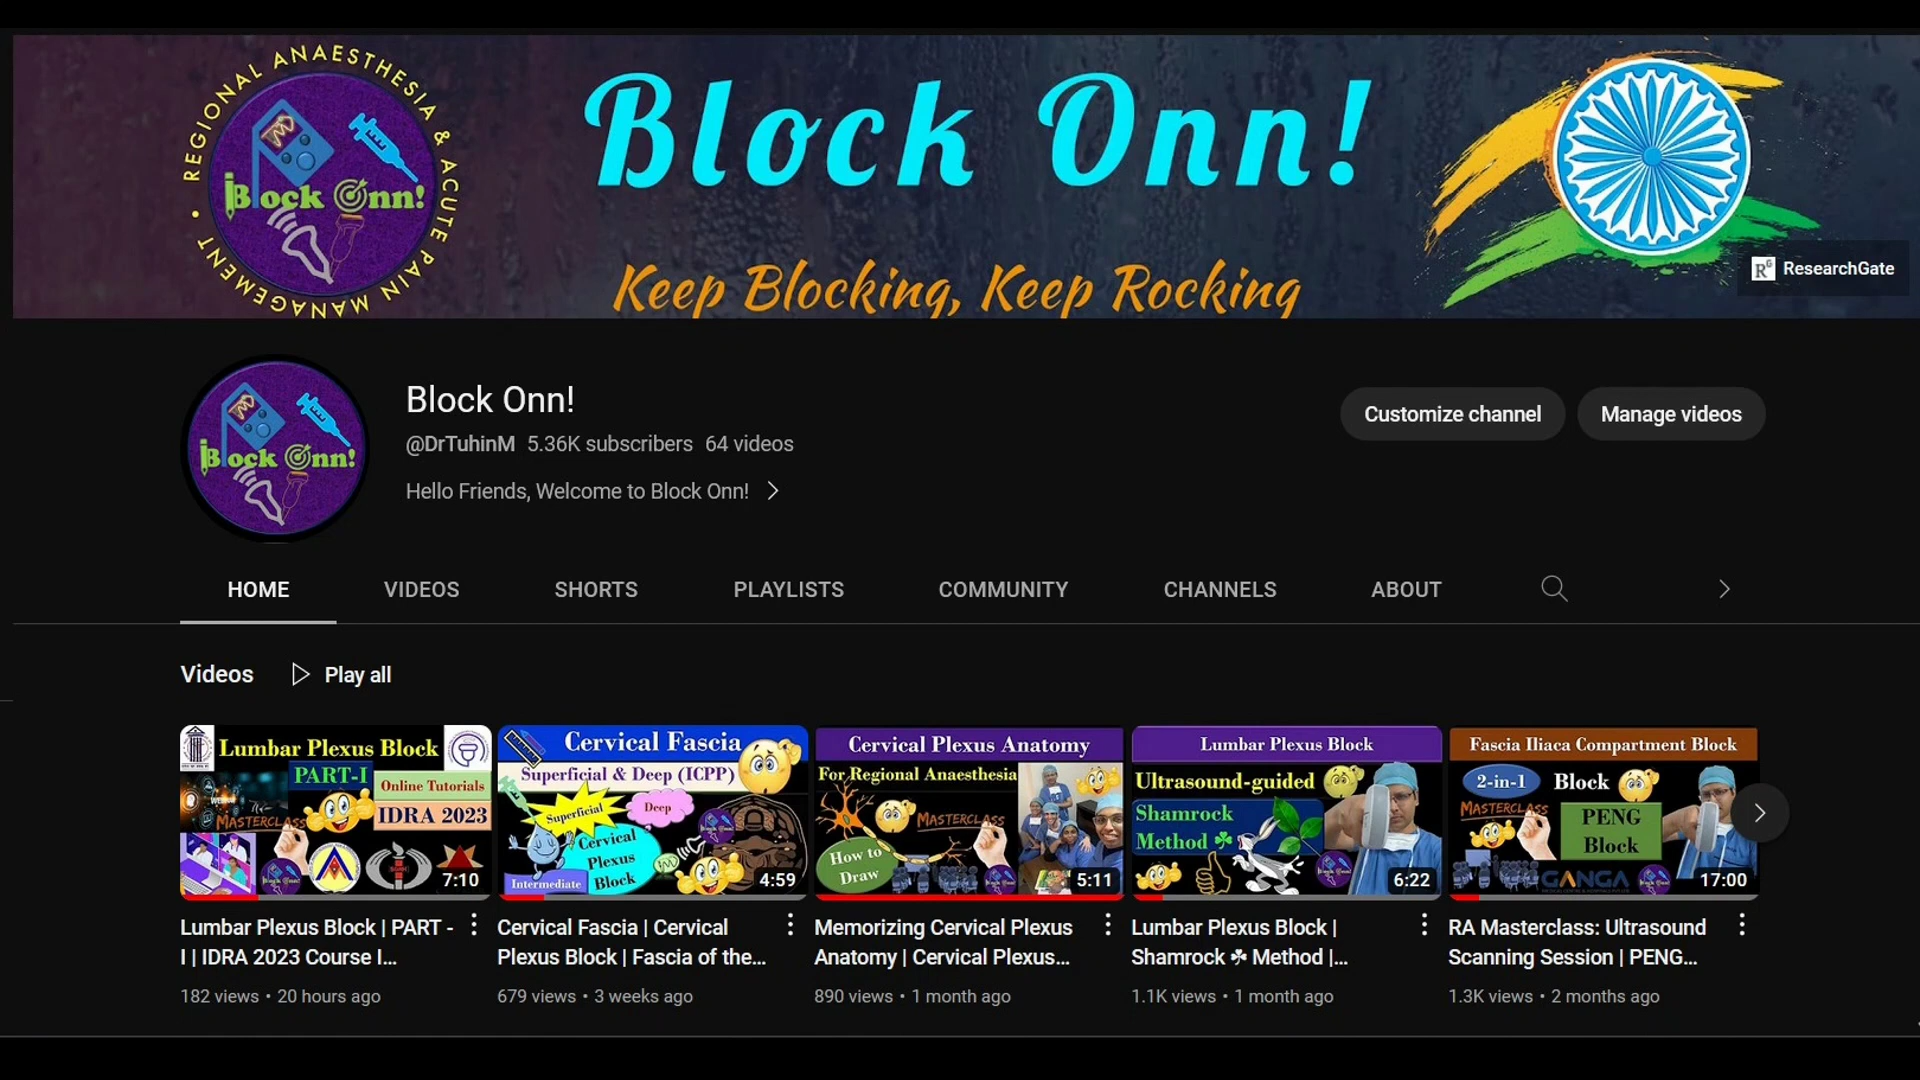 REGIONAL ANAESTHESIA & ACUTE PAIN MANAGEMENT
Block Onn!
Block Onn!
Keep Blocking, Keep Rocking
ResearchGate
Block Onn!
Block Onn!
@DrTuhinM 5.36K subscribers 64 videos
Hello Friends, Welcome to Block Onn!
Customize channel
Manage videos
HOME VIDEOS SHORTS PLAYLISTS COMMUNITY CHANNELS ABOUT
Videos Play all
Lumbar Plexus Block
PART-I
Online Tutorials
IDRA 2023
MASTERCLASS
7:10
Cervical Fascia
Superficial & Deep (ICPP)
Superficial
Deep
Cervical
Plexus
Block
Intermediate
4:59
Cervical Plexus Anatomy
For Regional Anaesthesia
MASTERCLASS
How to
Draw
5:11
Lumbar Plexus Block
Ultrasound-guided
Shamrock
Method ☘
6:22
Fascia Iliaca Compartment Block
2-in-1 Block
MASTERCLASS
PENG
Block
GANGA
17:00
Lumbar Plexus Block | PART -
I | IDRA 2023 Course I...
182 views • 20 hours ago
Cervical Fascia | Cervical
Plexus Block | Fascia of the...
679 views • 3 weeks ago
Memorizing Cervical Plexus
Anatomy | Cervical Plexus...
890 views • 1 month ago
Lumbar Plexus Block |
Shamrock ☘ Method |...
1.1K views • 1 month ago
RA Masterclass: Ultrasound
Scanning Session | PENG...
1.3K views • 2 months ago